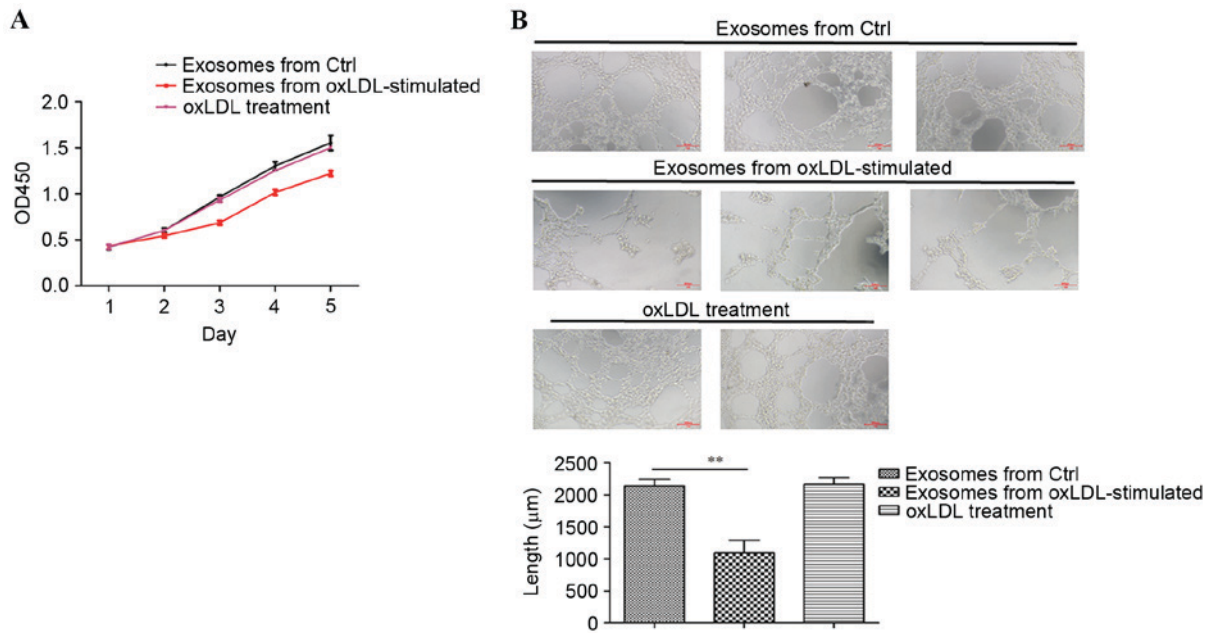 A
Exosomes from Ctrl
Exosomes from oxLDL-stimulated
oxLDL treatment
2.0
1.5
1.0
0.5
0.0
OD450
1 2 3 4 5
Day
B
Exosomes from Ctrl
Exosomes from oxLDL-stimulated
oxLDL treatment
**
2500
2000
1500
1000
500
0
Length (μm)
Exosomes from Ctrl
Exosomes from oxLDL-stimulated
oxLDL treatment